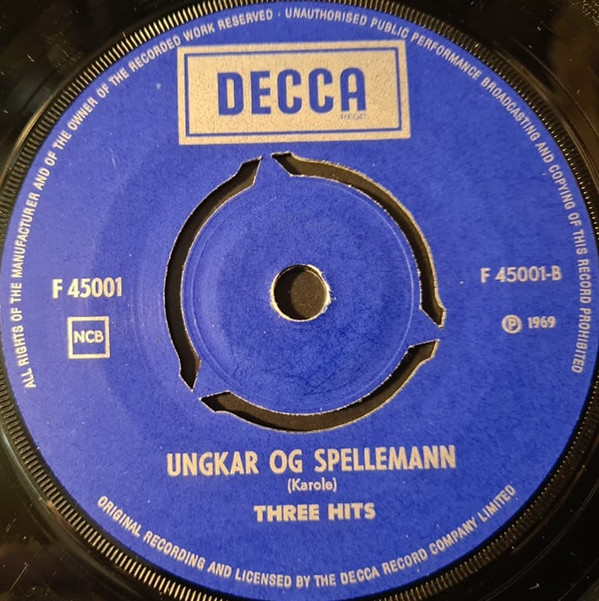 ALL RIGHTS OF THE MANUFACTURER AND OF THE OWNER OF THE RECORDED WORK RESERVED · UNAUTHORISED PUBLIC PERFORMANCE BROADCASTING AND COPYING OF THIS RECORD PROHIBITED
DECCA
REGD.
F 45001
F 45001-B
NCB
℗ 1969
UNGKAR OG SPELLEMANN
(Karole)
THREE HITS
ORIGINAL RECORDING AND LICENSED BY THE DECCA RECORD COMPANY LIMITED